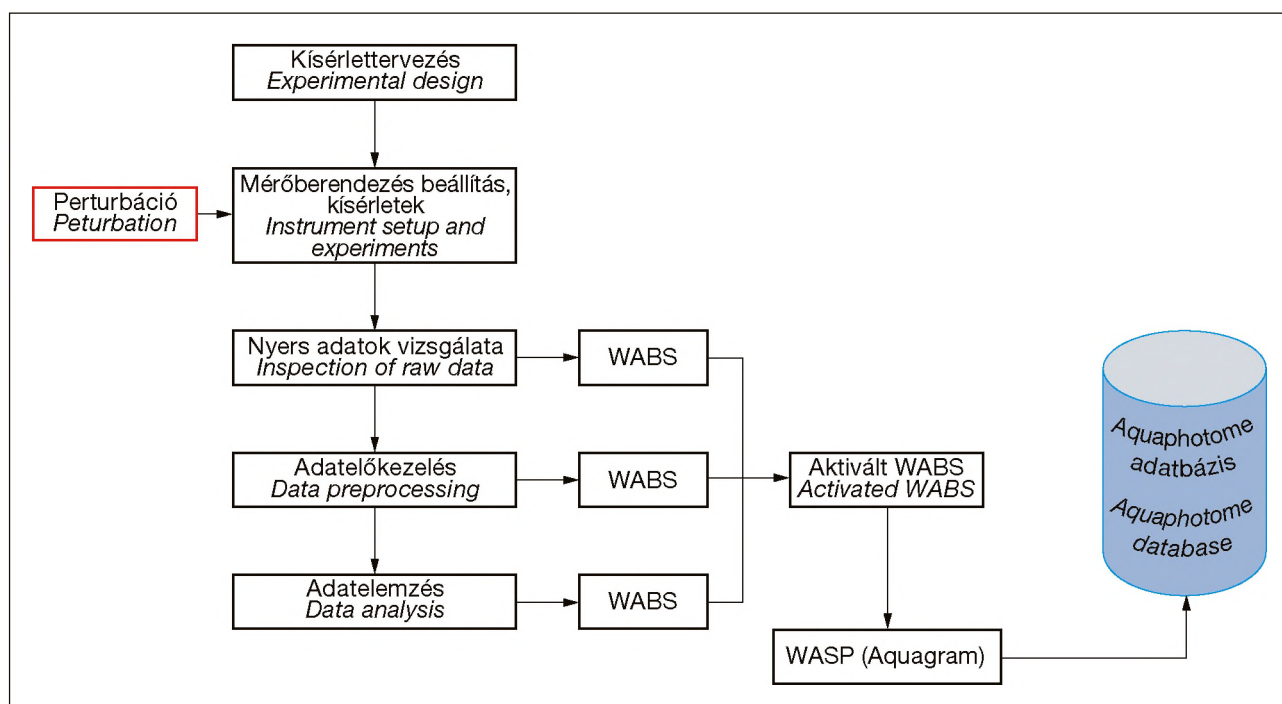 Kísérlettervezés
Experimental design
Perturbáció
Peturbation
Mérőberendezés beállítás,
kísérletek
Instrument setup and
experiments
Nyers adatok vizsgálata
Inspection of raw data
WABS
Adatelőkezelés
Data preprocessing
WABS
Aktivált WABS
Activated WABS
Adatelemzés
Data analysis
WABS
WASP (Aquagram)
Aquaphotome
adatbázis
Aquaphotome
database